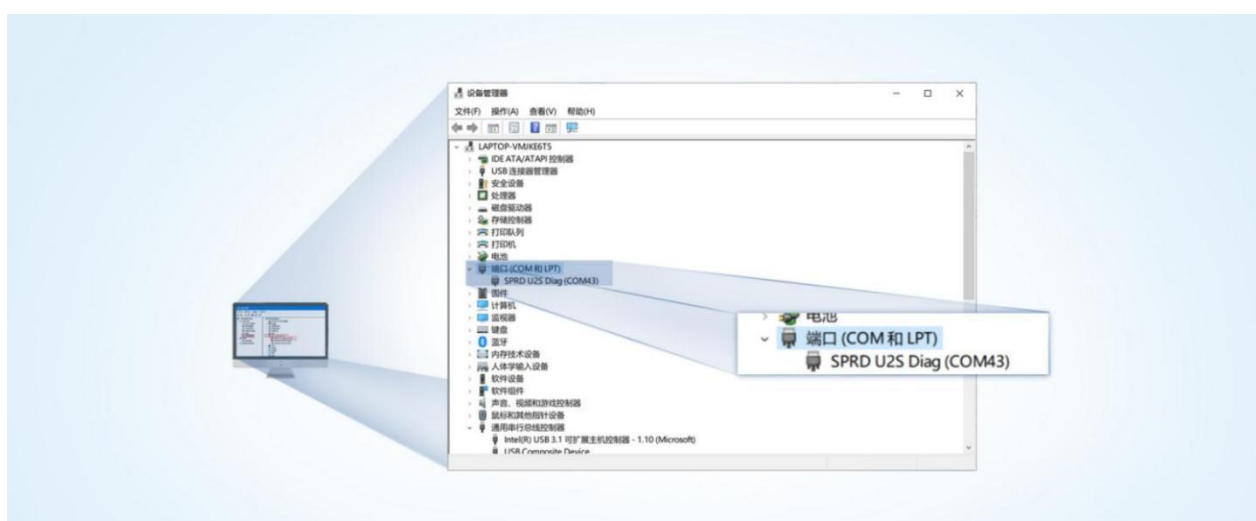 设备管理器
文件(F) 操作(A) 查看(V) 帮助(H)
LAPTOP-VMJKE6TS
IDE ATA/ATAPI 控制器
USB 连接器管理器
安全设备
处理器
磁盘驱动器
存储控制器
打印队列
打印机
电池
端口 (COM 和 LPT)
SPRD U2S Diag (COM43)
固件
计算机
监视器
键盘
蓝牙
内存技术设备
人体学输入设备
软件设备
软件组件
声音、视频和游戏控制器
鼠标和其他指针设备
通用串行总线控制器
Intel(R) USB 3.1 可扩展主机控制器 - 1.10 (Microsoft)
USB Composite Device
电池
端口 (COM 和 LPT)
SPRD U2S Diag (COM43)